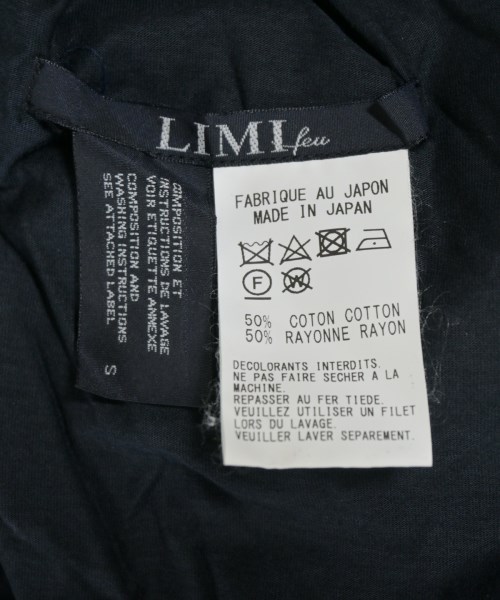 LIMI feu
COMPOSITION ET
INSTRUCTIONS DE LAVAGE
VOIR ETIQUETTE ANNEXE
COMPOSITION AND
WASHING INSTRUCTIONS
SEE ATTACHED LABEL
S
FABRIQUE AU JAPON
MADE IN JAPAN
F W
50% COTON COTTON
50% RAYONNE RAYON
DECOLORANTS INTERDITS.
NE PAS FAIRE SECHER A LA
MACHINE.
REPASSER AU FER TIEDE.
VEUILLEZ UTILISER UN FILET
LORS DU LAVAGE.
VEUILLER LAVER SEPAREMENT.